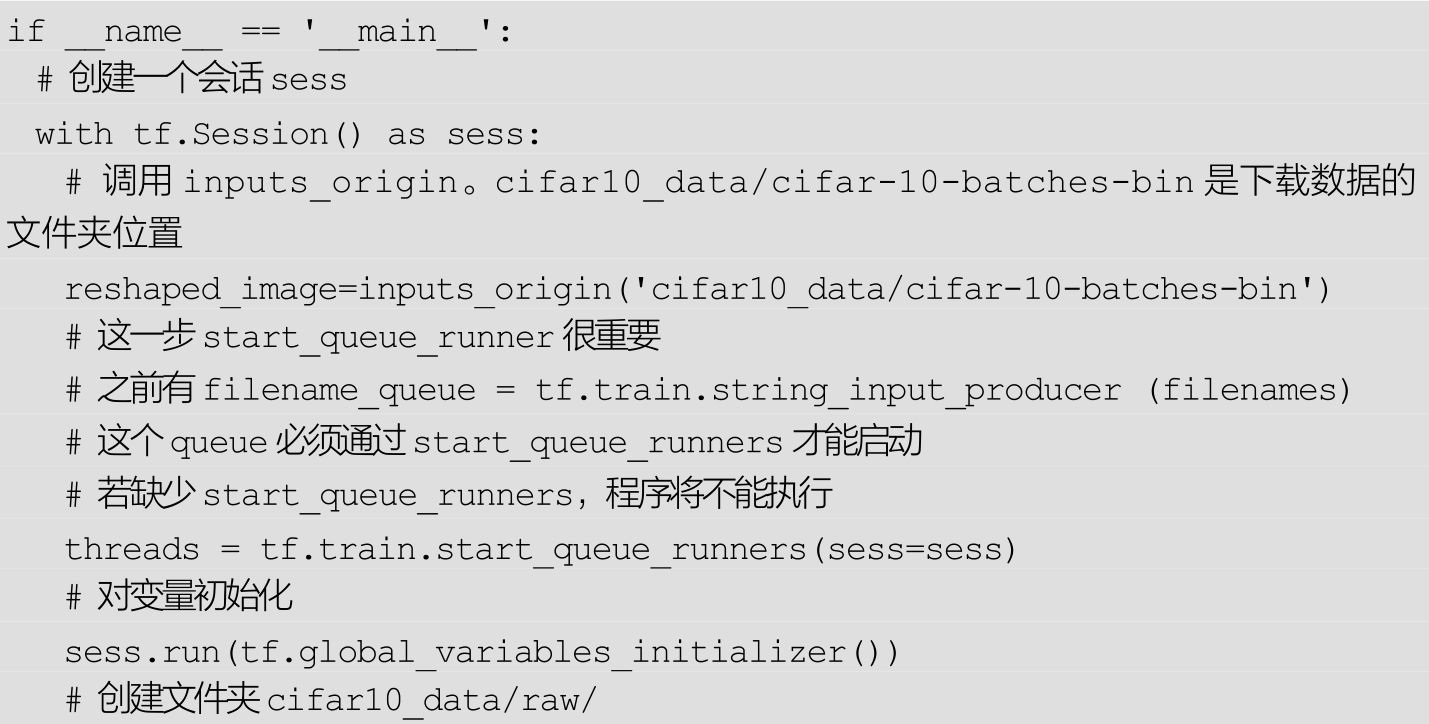 if __name__ == '__main__':
  # 创建一个会话 sess
  with tf.Session() as sess:
    # 调用 inputs_origin。cifar10_data/cifar-10-batches-bin 是下载数据的
文件夹位置
    reshaped_image=inputs_origin('cifar10_data/cifar-10-batches-bin')
    # 这一步 start_queue_runner 很重要
    # 之前有 filename_queue = tf.train.string_input_producer (filenames)
    # 这个 queue 必须通过 start_queue_runners 才能启动
    # 若缺少 start_queue_runners，程序将不能执行
    threads = tf.train.start_queue_runners(sess=sess)
    # 对变量初始化
    sess.run(tf.global_variables_initializer())
    # 创建文件夹 cifar10_data/raw/